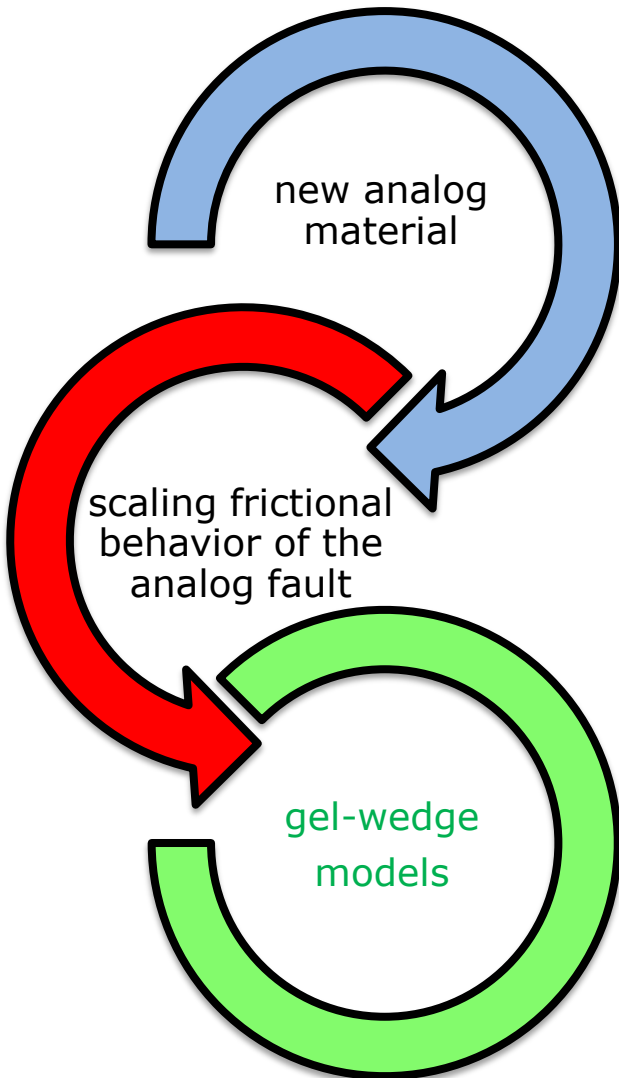 new analog
material
scaling frictional
behavior of the
analog fault
gel-wedge
models